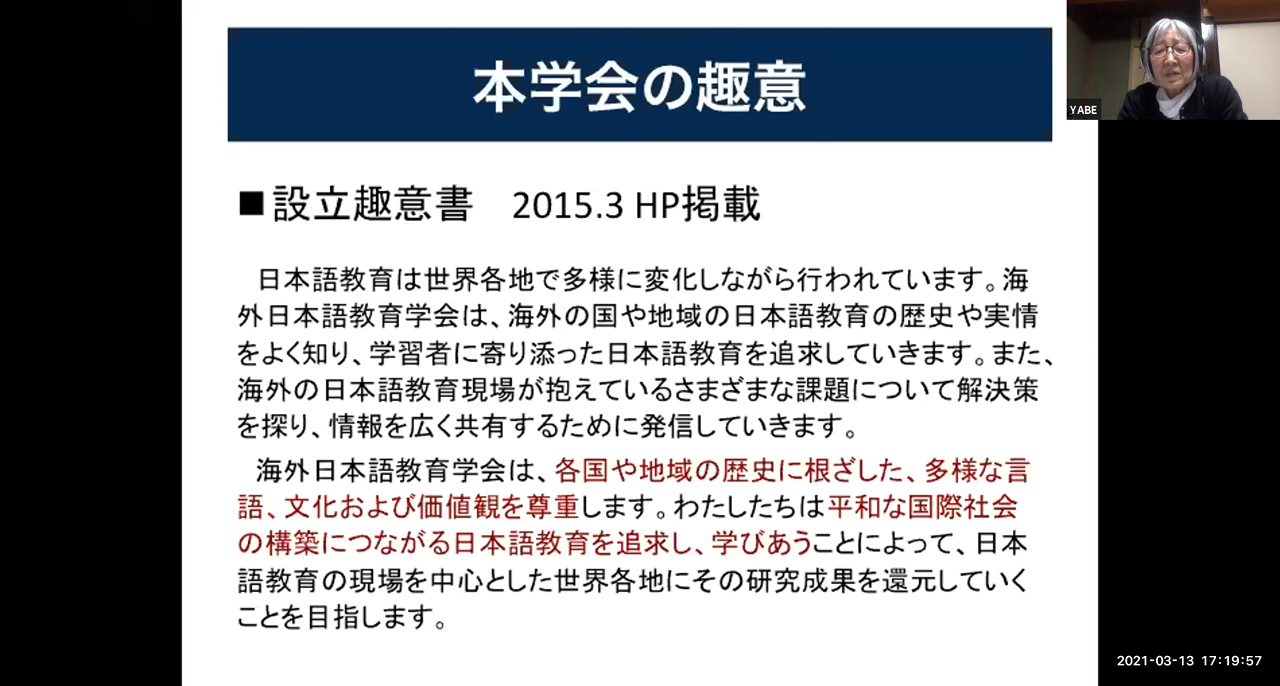 本学会の趣意
YABE
■設立趣意書　2015.3 HP掲載
日本語教育は世界各地で多様に変化しながら行われています。海
外日本語教育学会は、海外の国や地域の日本語教育の歴史や実情
をよく知り、学習者に寄り添った日本語教育を追求していきます。また、
海外の日本語教育現場が抱えているさまざまな課題について解決策
を探り、情報を広く共有するために発信していきます。
海外日本語教育学会は、各国や地域の歴史に根ざした、多様な言
語、文化および価値観を尊重します。わたしたちは平和な国際社会
の構築につながる日本語教育を追求し、学びあうことによって、日本
語教育の現場を中心とした世界各地にその研究成果を還元していく
ことを目指します。
2021-03-13 17:19:57